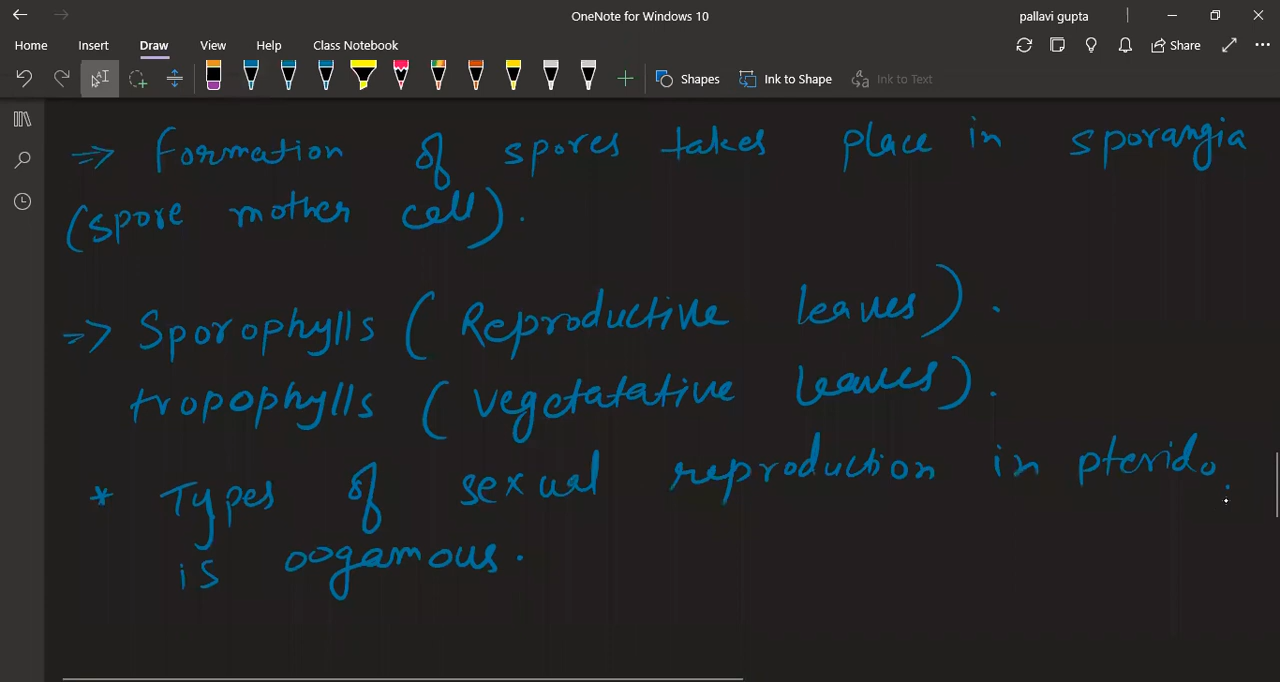 OneNote for Windows 10
pallavi gupta
Home Insert Draw View Help Class Notebook
Share
Shapes Ink to Shape Ink to Text
=> Formation of spores takes place in sporangia
(spore mother cell).
=> Sporophylls (Reproductive leaves).
tropophylls (vegetatative leaves).
* Types of sexual reproduction in pterido.
is oogamous.